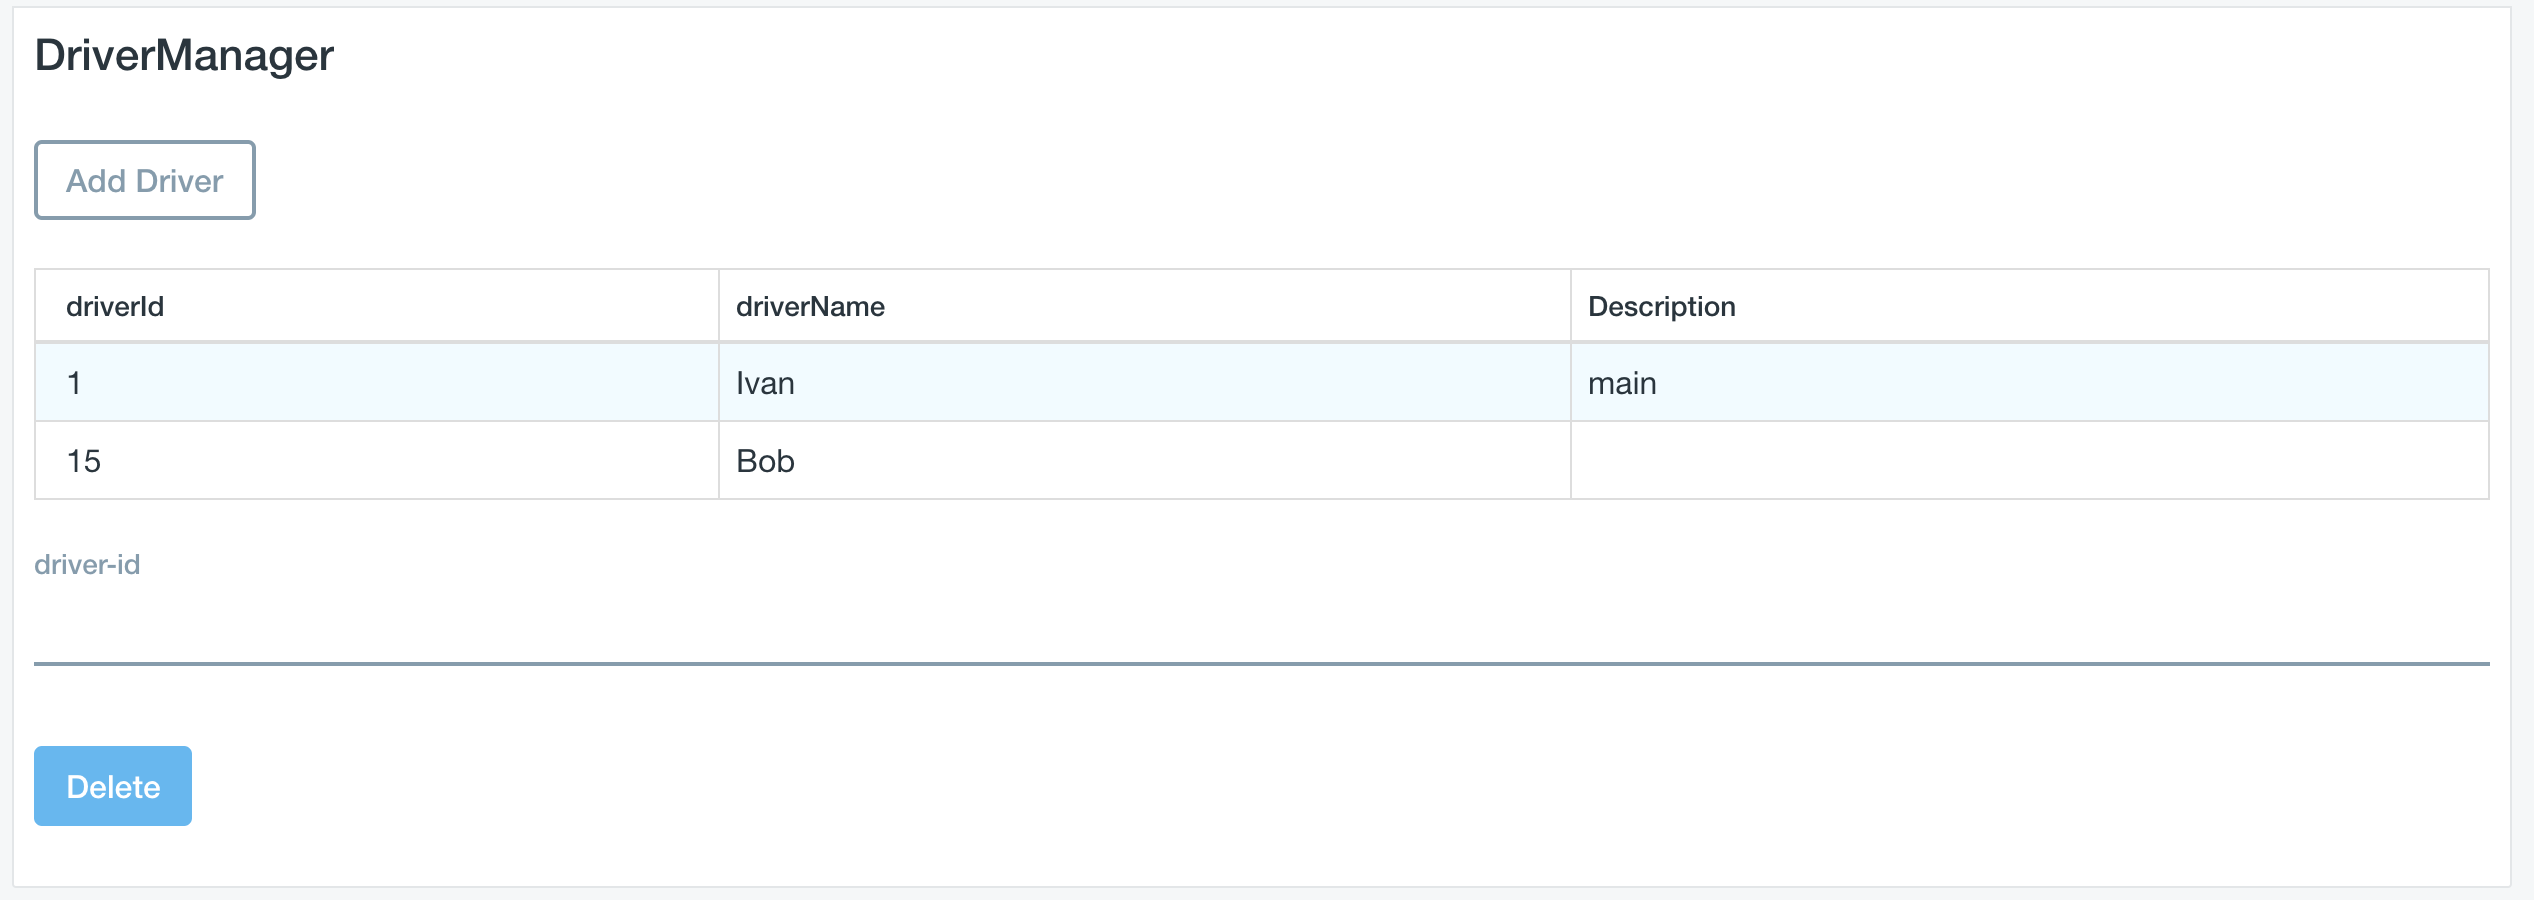 DriverManager
Add Driver
driverId driverName Description
1 Ivan main
15 Bob
driver-id
Delete